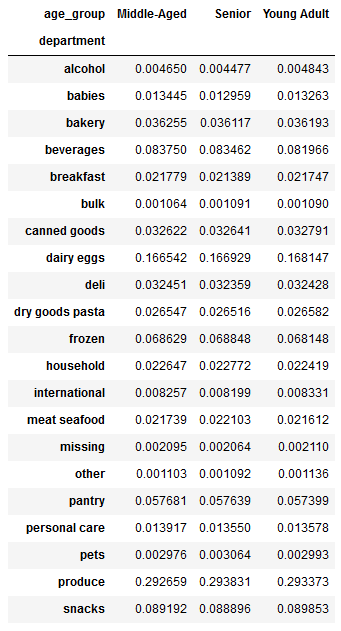 age_group Middle-Aged Senior Young Adult
department
alcohol 0.004650 0.004477 0.004843
babies 0.013445 0.012959 0.013263
bakery 0.036255 0.036117 0.036193
beverages 0.083750 0.083462 0.081966
breakfast 0.021779 0.021389 0.021747
bulk 0.001064 0.001091 0.001090
canned goods 0.032622 0.032641 0.032791
dairy eggs 0.166542 0.166929 0.168147
deli 0.032451 0.032359 0.032428
dry goods pasta 0.026547 0.026516 0.026582
frozen 0.068629 0.068848 0.068148
household 0.022647 0.022772 0.022419
international 0.008257 0.008199 0.008331
meat seafood 0.021739 0.022103 0.021612
missing 0.002095 0.002064 0.002110
other 0.001103 0.001092 0.001136
pantry 0.057681 0.057639 0.057399
personal care 0.013917 0.013550 0.013578
pets 0.002976 0.003064 0.002993
produce 0.292659 0.293831 0.293373
snacks 0.089192 0.088896 0.089853